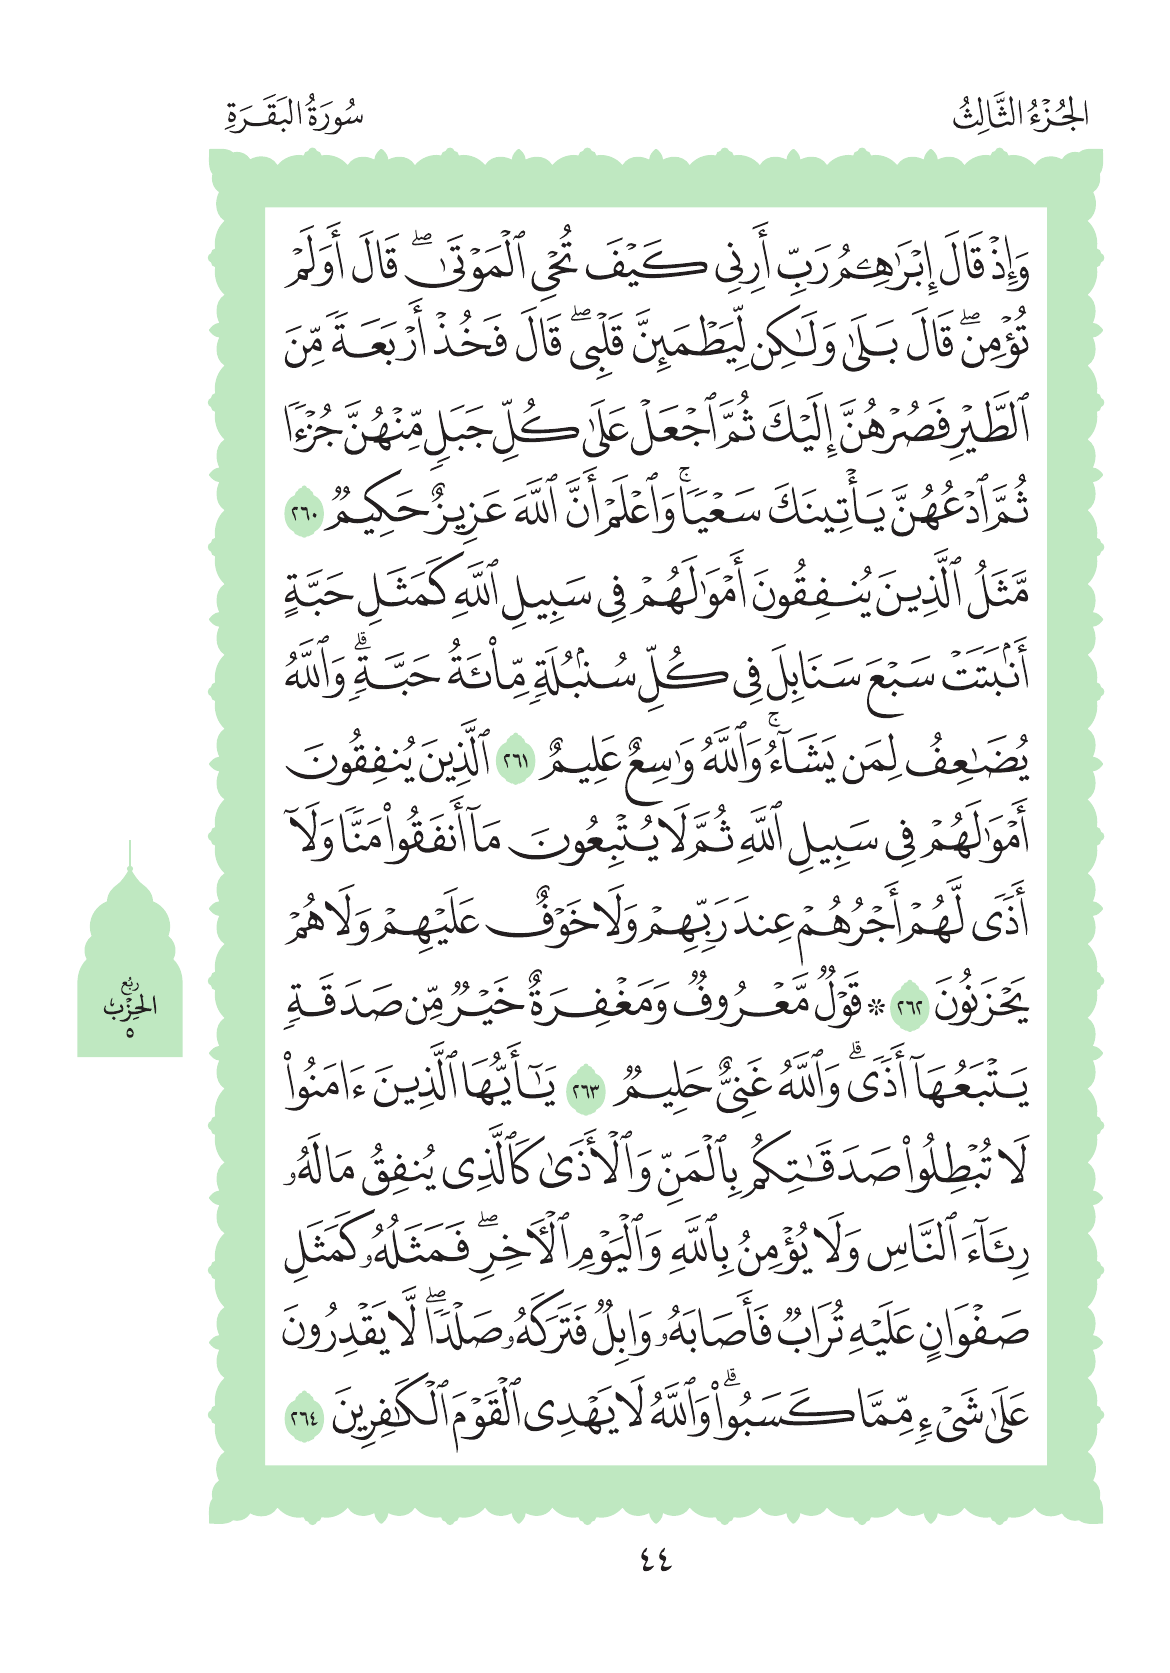 الجُزْءُ الثَّالِثُ
سُورَةُ البَقَرَةِ
وَإِذۡ قَالَ إِبۡرَٰهِـۧمُ رَبِّ أَرِنِي كَيۡفَ تُحۡيِ ٱلۡمَوۡتَىٰۖ قَالَ أَوَلَمۡ
تُؤۡمِنۖ قَالَ بَلَىٰ وَلَٰكِن لِّيَطۡمَئِنَّ قَلۡبِيۖ قَالَ فَخُذۡ أَرۡبَعَةٗ مِّنَ
ٱلطَّيۡرِ فَصُرۡهُنَّ إِلَيۡكَ ثُمَّ ٱجۡعَلۡ عَلَىٰ كُلِّ جَبَلٖ مِّنۡهُنَّ جُزۡءٗا
ثُمَّ ٱدۡعُهُنَّ يَأۡتِينَكَ سَعۡيٗاۚ وَٱعۡلَمۡ أَنَّ ٱللَّهَ عَزِيزٌ حَكِيمٞ ٢٦٠
مَّثَلُ ٱلَّذِينَ يُنفِقُونَ أَمۡوَٰلَهُمۡ فِي سَبِيلِ ٱللَّهِ كَمَثَلِ حَبَّةٍ
أَنۢبَتَتۡ سَبۡعَ سَنَابِلَ فِي كُلِّ سُنۢبُلَةٖ مِّاْئَةُ حَبَّةٖۗ وَٱللَّهُ
يُضَٰعِفُ لِمَن يَشَآءُۚ وَٱللَّهُ وَٰسِعٌ عَلِيمٌ ٢٦١ ٱلَّذِينَ يُنفِقُونَ
أَمۡوَٰلَهُمۡ فِي سَبِيلِ ٱللَّهِ ثُمَّ لَا يُتۡبِعُونَ مَآ أَنفَقُواْ مَنّٗا وَلَآ
أَذٗى لَّهُمۡ أَجۡرُهُمۡ عِندَ رَبِّهِمۡ وَلَا خَوۡفٌ عَلَيۡهِمۡ وَلَا هُمۡ
يَحۡزَنُونَ ٢٦٢ ۞ قَوۡلٞ مَّعۡرُوفٞ وَمَغۡفِرَةٌ خَيۡرٞ مِّن صَدَقَةٖ
يَتۡبَعُهَآ أَذٗىۗ وَٱللَّهُ غَنِيٌّ حَلِيمٞ ٢٦٣ يَٰٓأَيُّهَا ٱلَّذِينَ ءَامَنُواْ
لَا تُبۡطِلُواْ صَدَقَٰتِكُم بِٱلۡمَنِّ وَٱلۡأَذَىٰ كَٱلَّذِي يُنفِقُ مَالَهُۥ
رِئَآءَ ٱلنَّاسِ وَلَا يُؤۡمِنُ بِٱللَّهِ وَٱلۡيَوۡمِ ٱلۡأٓخِرِۖ فَمَثَلُهُۥ كَمَثَلِ
صَفۡوَانٍ عَلَيۡهِ تُرَابٞ فَأَصَابَهُۥ وَابِلٞ فَتَرَكَهُۥ صَلۡدٗاۖ لَّا يَقۡدِرُونَ
عَلَىٰ شَيۡءٖ مِّمَّا كَسَبُواْۗ وَٱللَّهُ لَا يَهۡدِي ٱلۡقَوۡمَ ٱلۡكَٰفِرِينَ ٢٦٤
رُبُع
الحِزْب
٥
٤٤